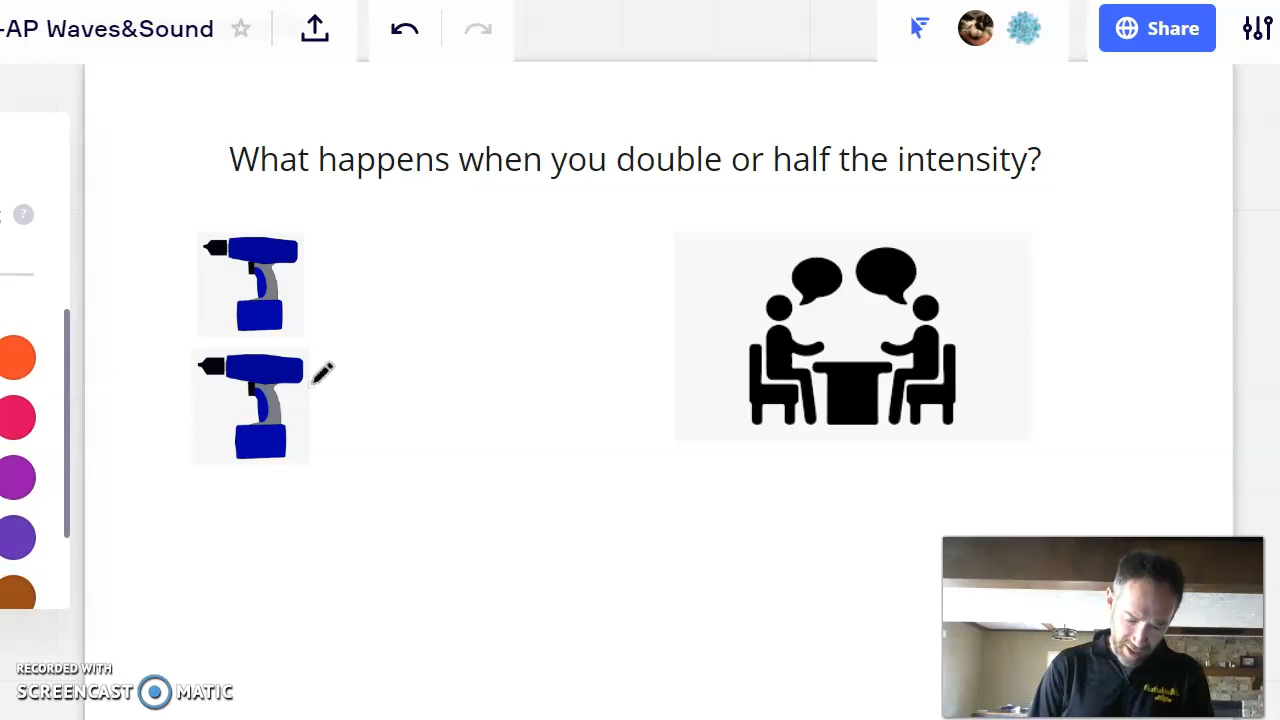 -AP Waves&Sound
Share
?
What happens when you double or half the intensity?
RECORDED WITH
SCREENCAST MATIC